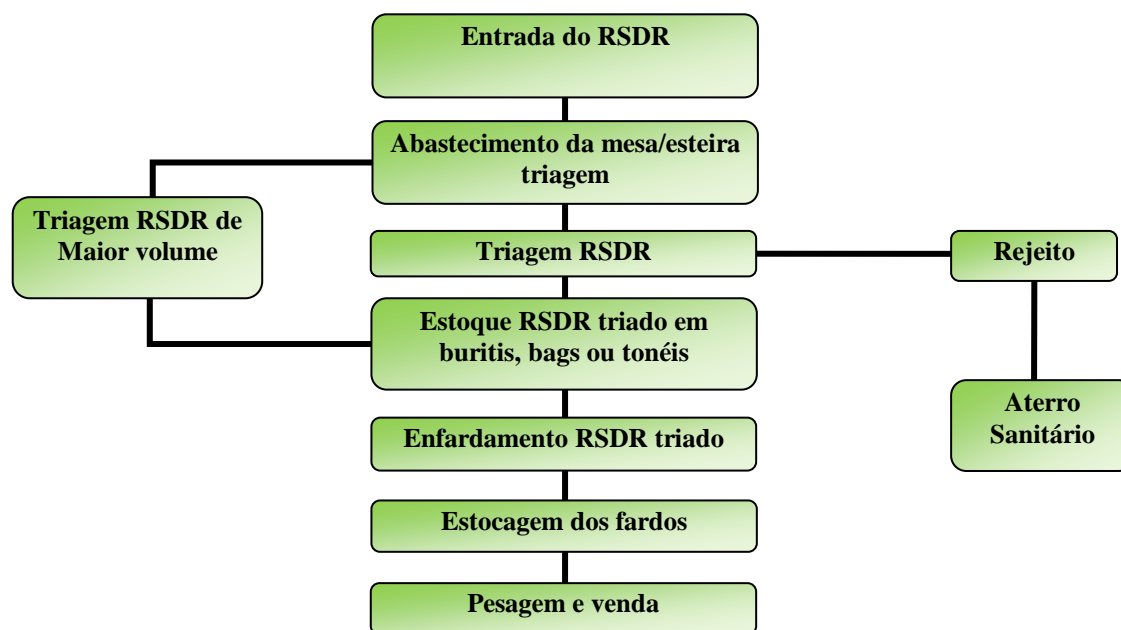 Entrada do RSDR
Abastecimento da mesa/esteira
triagem
Triagem RSDR de
Maior volume
Triagem RSDR
Rejeito
Estoque RSDR triado em
buritis, bags ou tonéis
Aterro
Sanitário
Enfardamento RSDR triado
Estocagem dos fardos
Pesagem e venda